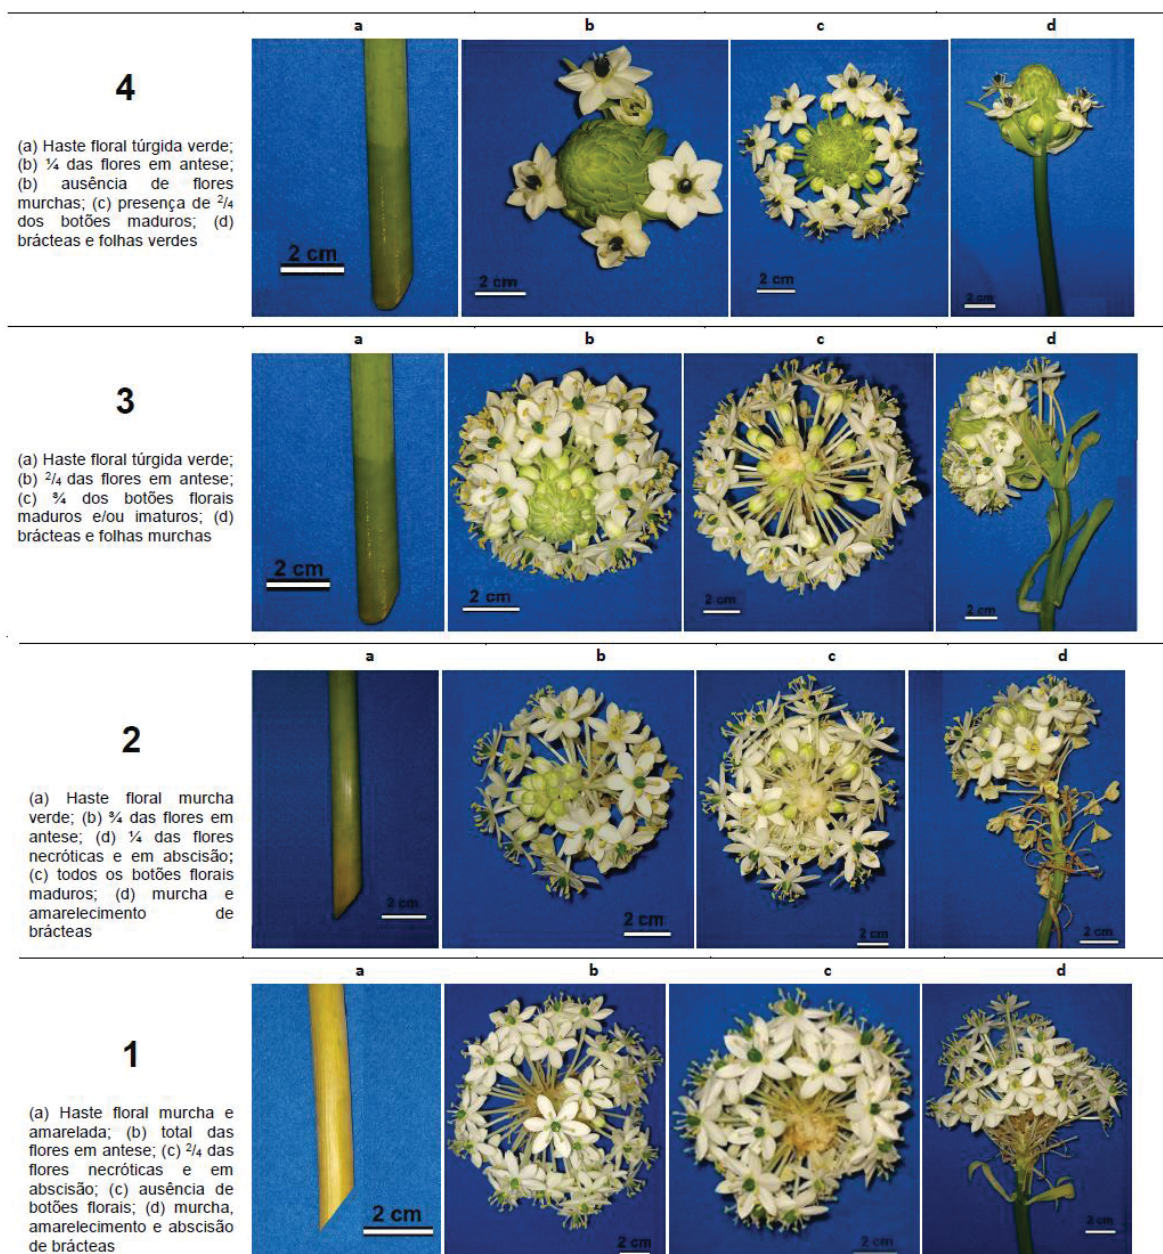 a b c d
4
(a) Haste floral túrgida verde;
(b) ¼ das flores em antese;
(b) ausência de flores
murchas; (c) presença de ²/₄
dos botões maduros; (d)
brácteas e folhas verdes
2 cm
2 cm
2 cm
2 cm
a b c d
3
(a) Haste floral túrgida verde;
(b) ²/₄ das flores em antese;
(c) ¾ dos botões florais
maduros e/ou imaturos; (d)
brácteas e folhas murchas
2 cm
2 cm
2 cm
2 cm
a b c d
2
(a) Haste floral murcha
verde; (b) ¾ das flores em
antese; (d) ¼ das flores
necróticas e em abscisão;
(c) todos os botões florais
maduros; (d) murcha e
amarelecimento de
brácteas
2 cm
2 cm
2 cm
2 cm
a b c d
1
(a) Haste floral murcha e
amarelada; (b) total das
flores em antese; (c) ²/₄ das
flores necróticas e em
abscisão; (c) ausência de
botões florais; (d) murcha,
amarelecimento e abscisão
de brácteas
2 cm
2 cm
2 cm
2 cm